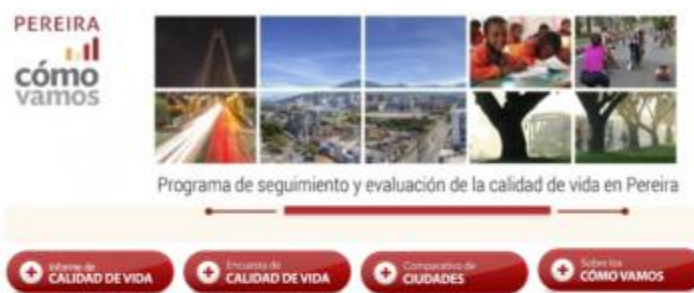 PEREIRA
cómo
vamos
Programa de seguimiento y evaluación de la calidad de vida en Pereira
Informe de
CALIDAD DE VIDA
Encuesta de
CALIDAD DE VIDA
Comparativo de
CIUDADES
Sobre los
CÓMO VAMOS